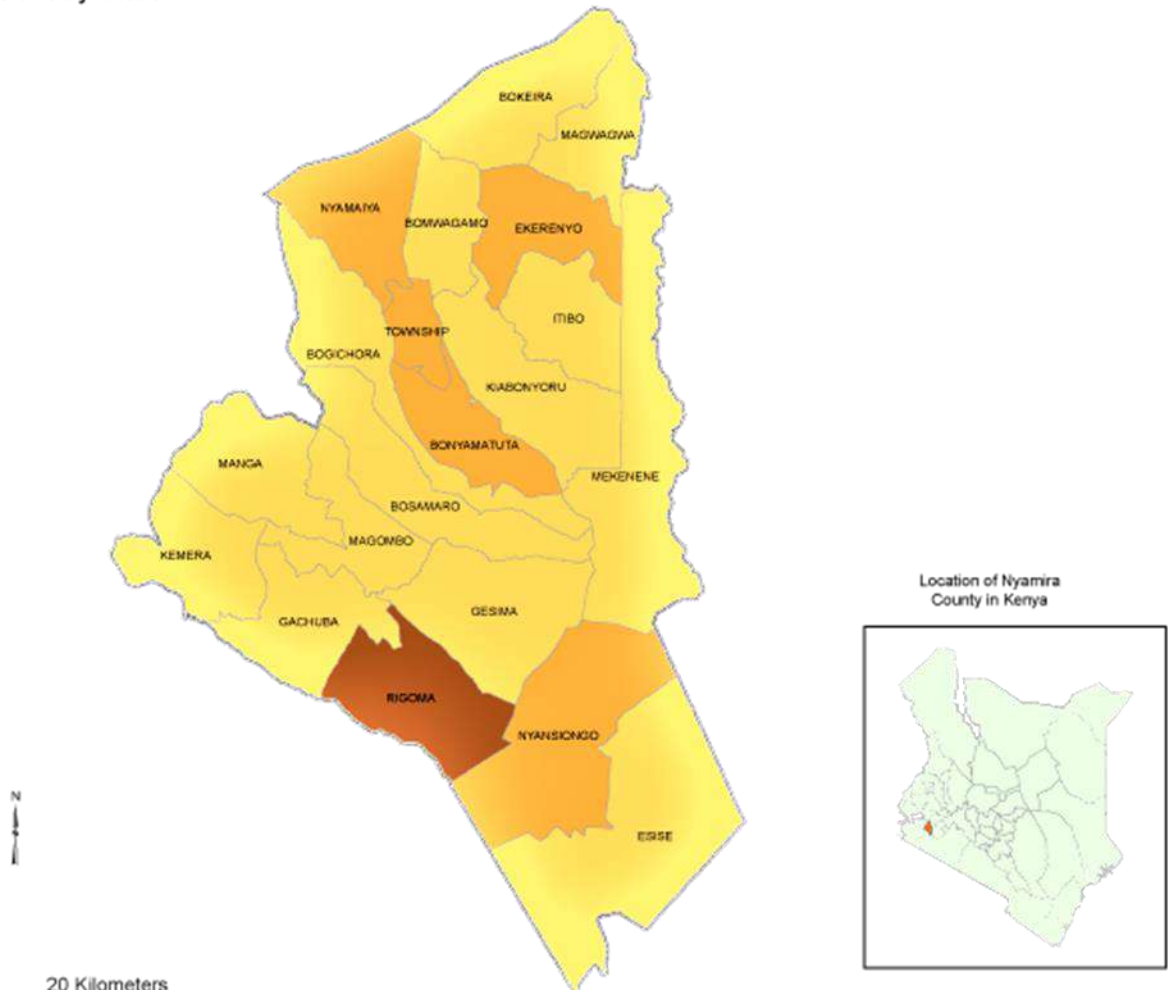 BOKEIRA
MAGWAGWA
NYAMAIYA
BOMWAGAMO
EKERENYO
ITIBO
TOWNSHIP
BOGICHORA
KIABONYORU
BONYAMATUTA
MANGA
MEKENENE
BOSAMARO
MAGOMBO
KEMERA
GESIMA
GACHUBA
RIGOMA
NYANSIONGO
ESISE
Location of Nyamira
County in Kenya
N
20 Kilometers